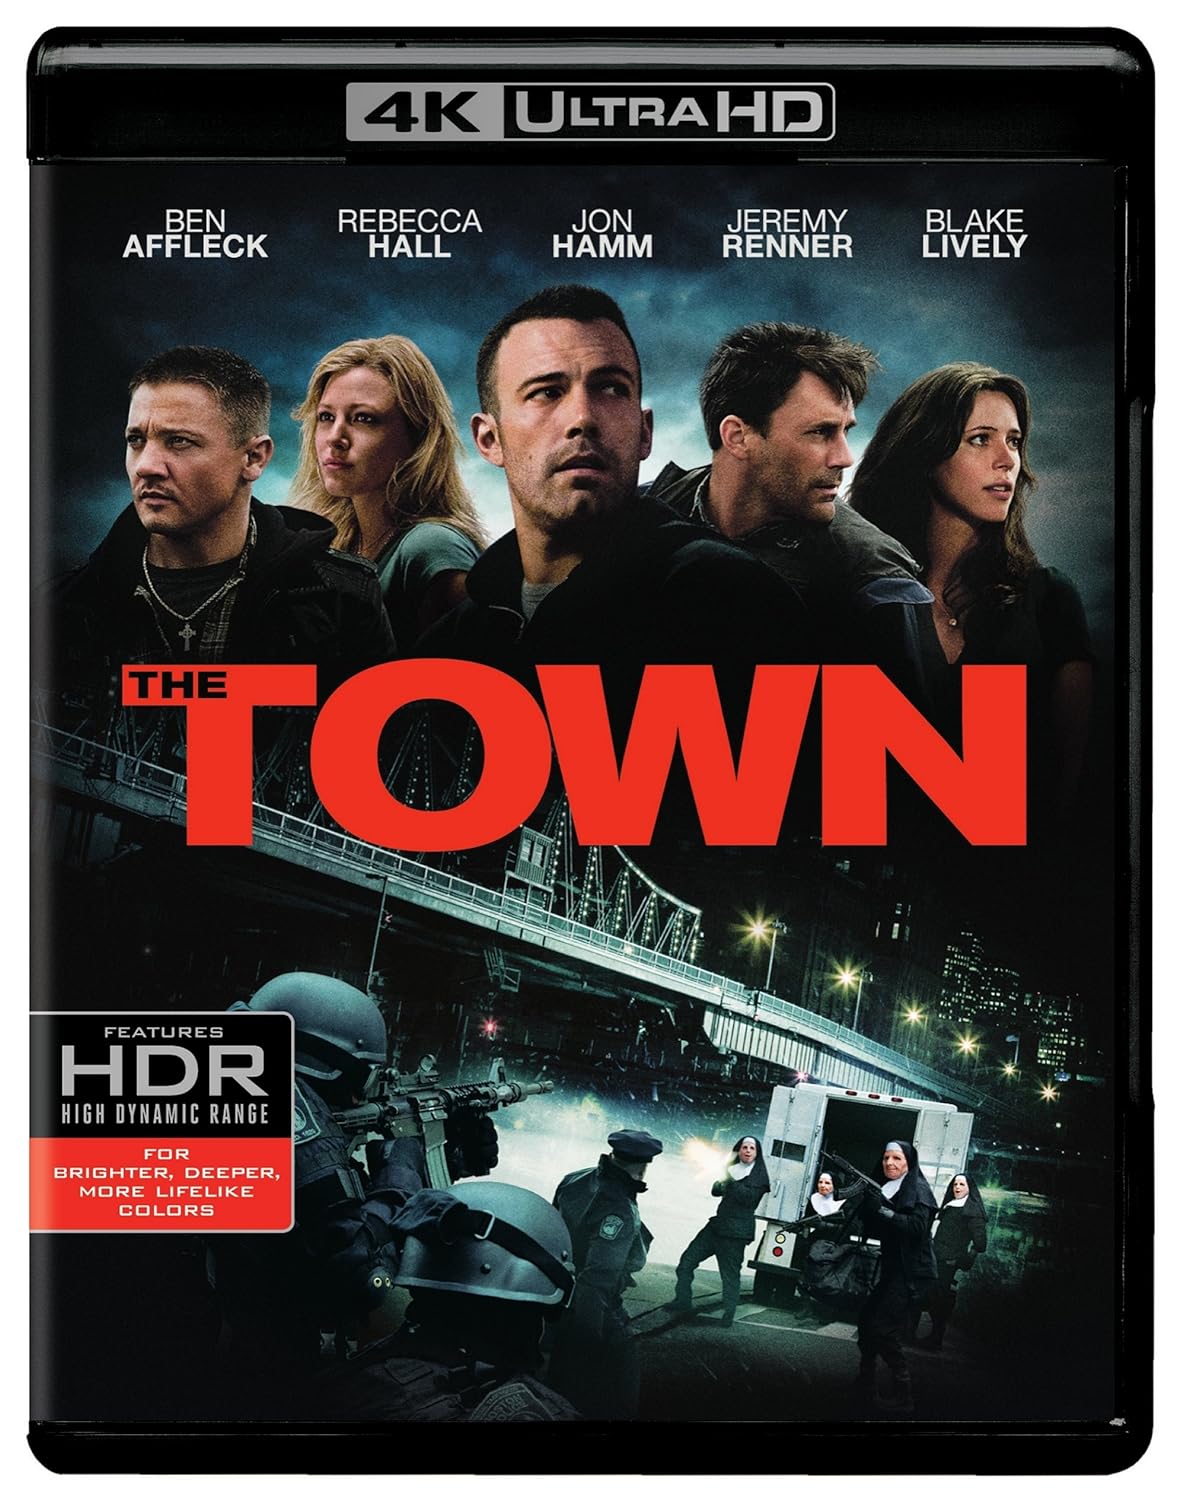 4K ULTRA HD
BEN AFFLECK
REBECCA HALL
JON HAMM
JEREMY RENNER
BLAKE LIVELY
THE
TOWN
FEATURES
HDR
HIGH DYNAMIC RANGE
FOR
BRIGHTER, DEEPER,
MORE LIFELIKE
COLORS